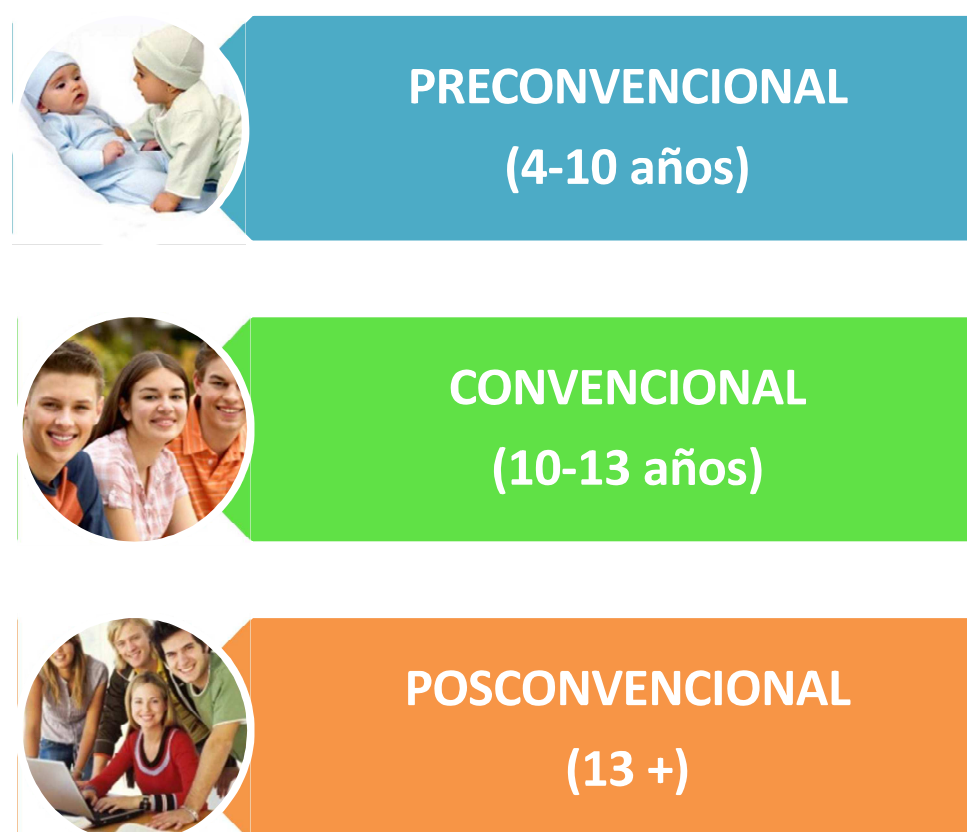 PRECONVENCIONAL
(4-10 años)
CONVENCIONAL
(10-13 años)
POSCONVENCIONAL
(13 +)